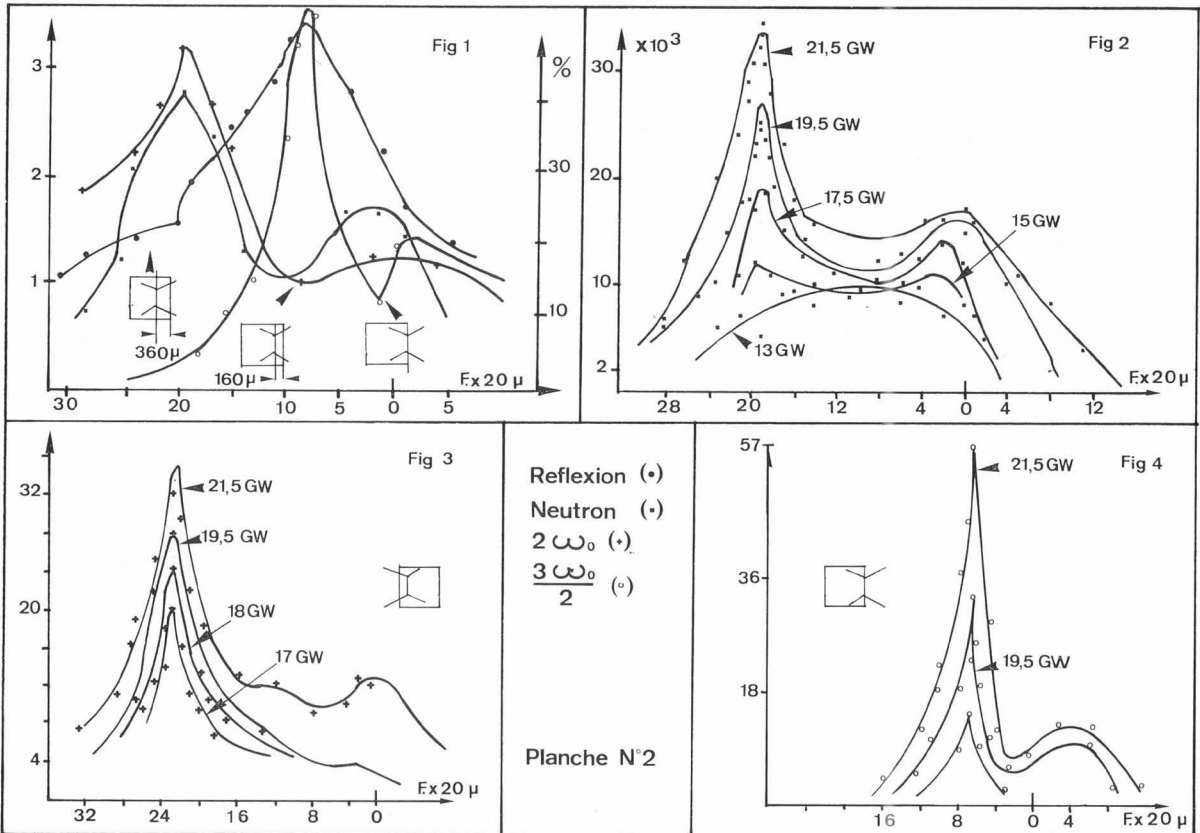 Fig 1
3
2
1
%
30
10
360 µ
160 µ
30
20
10
5
0
5
F.x 20 µ
Fig 2
x10³
30
20
10
2
21,5 GW
19,5 GW
17,5 GW
15 GW
13 GW
28
20
12
4
0
4
12
F.x 20 µ
Fig 3
32
20
4
21,5 GW
19,5 GW
18 GW
17 GW
32
24
16
8
0
F.x 20 µ
Reflexion (•)
Neutron (▪)
2 ω₀ (+)
3 ω₀
2 (○)
Planche N°2
Fig 4
57
36
18
21,5 GW
19,5 GW
16
8
0
4
F.x 20 µ